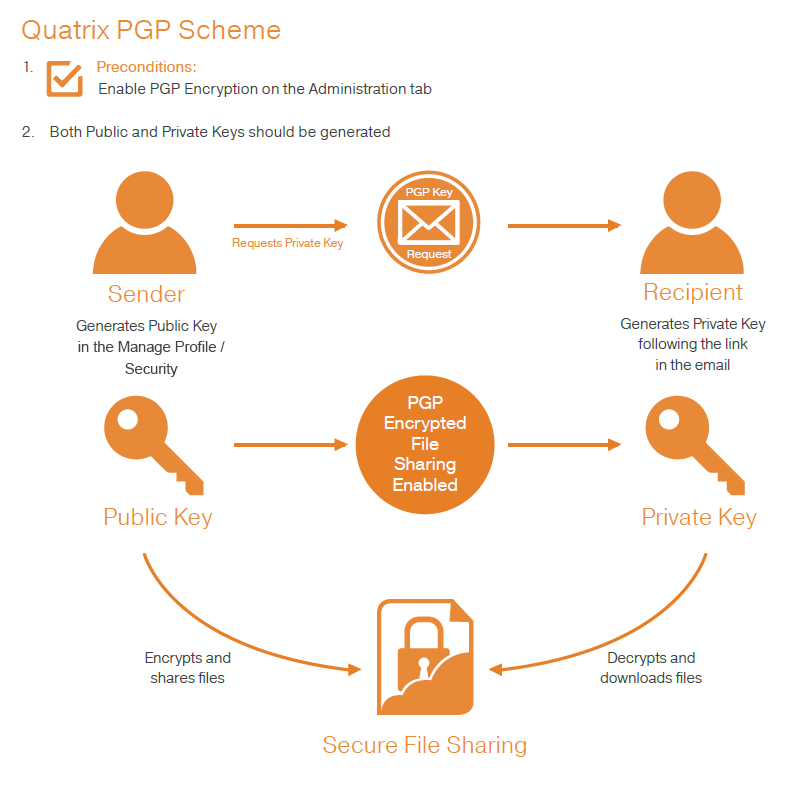 Quatrix PGP Scheme
1. Preconditions:
Enable PGP Encryption on the Administration tab
2. Both Public and Private Keys should be generated
PGP Key
Request
Requests Private Key
Sender
Generates Public Key
in the Manage Profile /
Security
Recipient
Generates Private Key
following the link
in the email
PGP
Encrypted
File
Sharing
Enabled
Public Key
Private Key
Encrypts and
shares files
Decrypts and
downloads files
Secure File Sharing